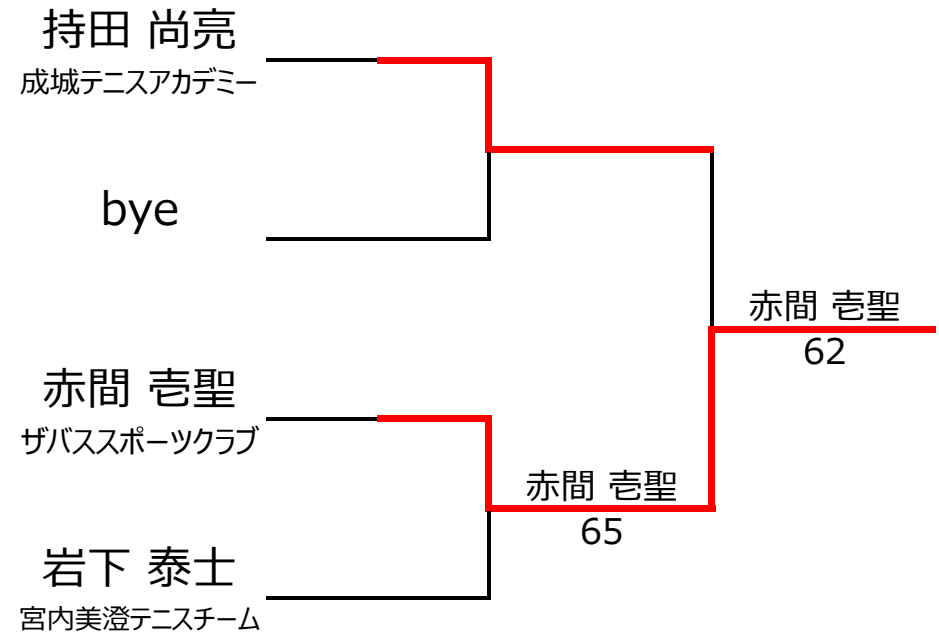 持田 尚亮
成城テニスアカデミー
bye
赤間 壱聖
62
赤間 壱聖
ザバススポーツクラブ
赤間 壱聖
65
岩下 泰士
宮内美澄テニスチーム